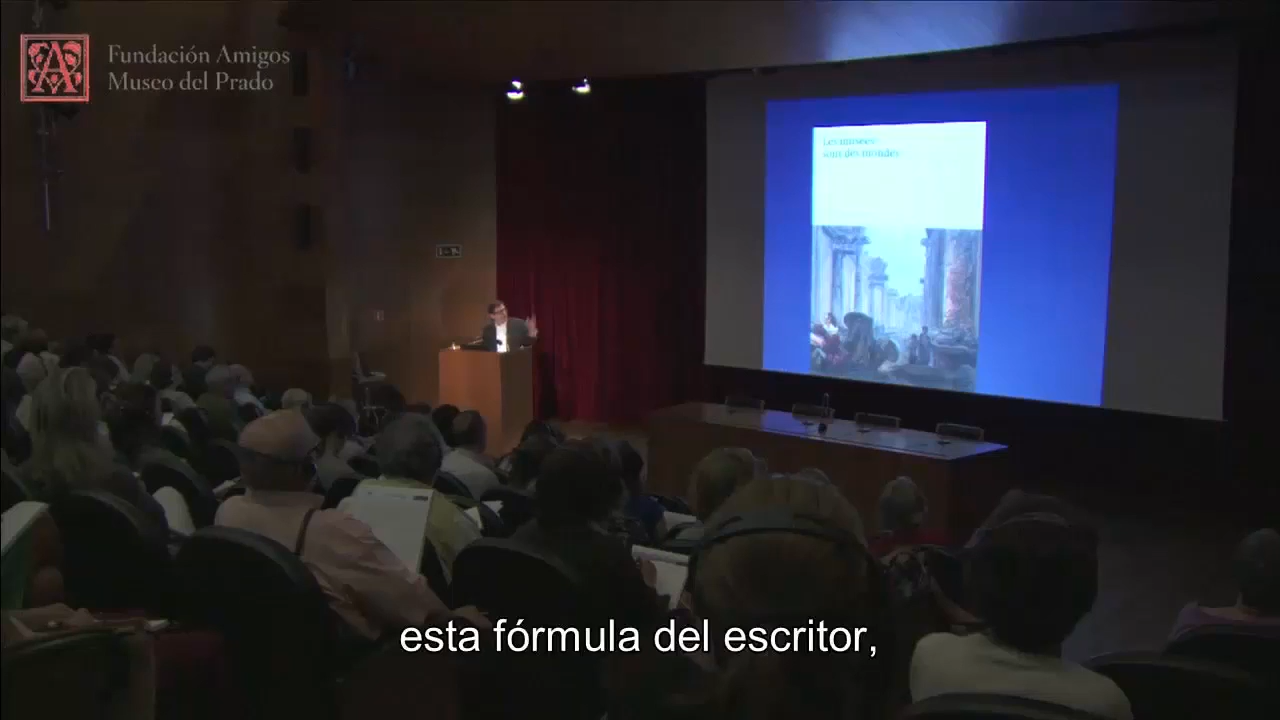 Fundación Amigos
Museo del Prado
Les musées
sont des mondes
esta fórmula del escritor,